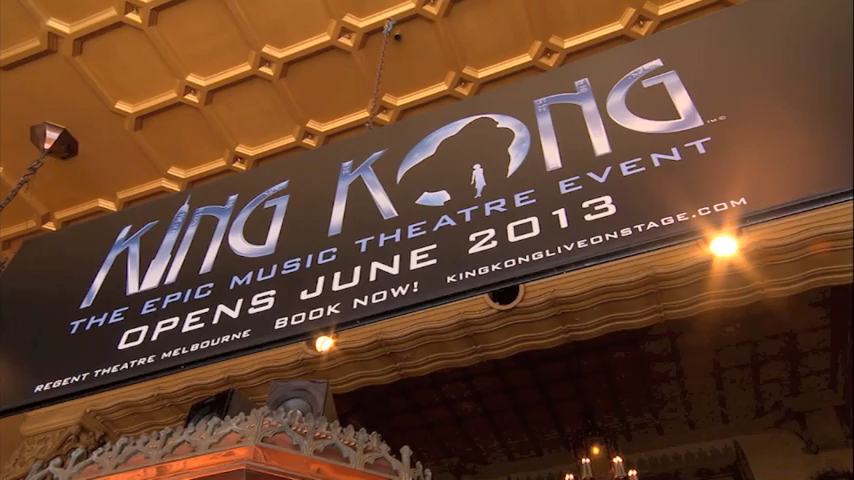 KING KONG ™©
THE EPIC MUSIC THEATRE EVENT
OPENS JUNE 2013
REGENT THEATRE MELBOURNE BOOK NOW! KINGKONGLIVEONSTAGE.COM